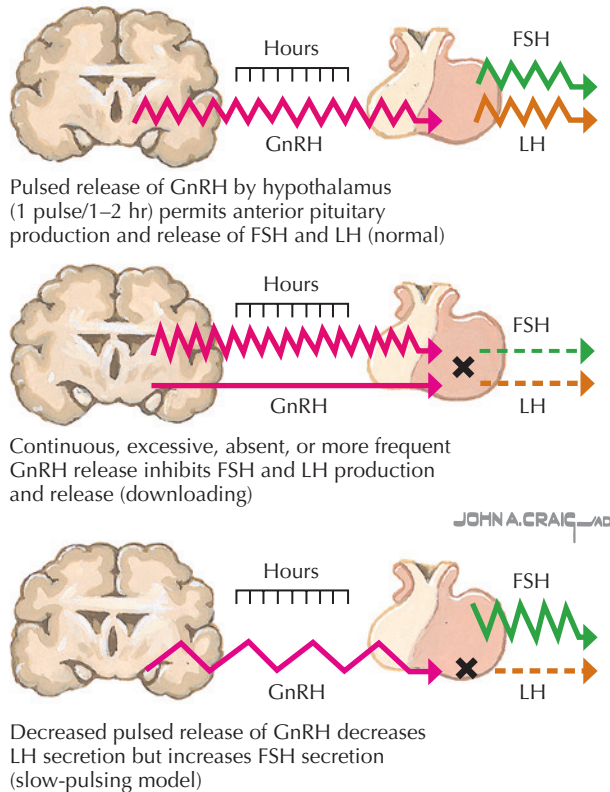 Hours
FSH
GnRH
LH
Pulsed release of GnRH by hypothalamus
(1 pulse/1–2 hr) permits anterior pituitary
production and release of FSH and LH (normal)
Hours
FSH
GnRH
LH
Continuous, excessive, absent, or more frequent
GnRH release inhibits FSH and LH production
and release (downloading)
JOHN A. CRAIG_AD
Hours
FSH
GnRH
LH
Decreased pulsed release of GnRH decreases
LH secretion but increases FSH secretion
(slow-pulsing model)